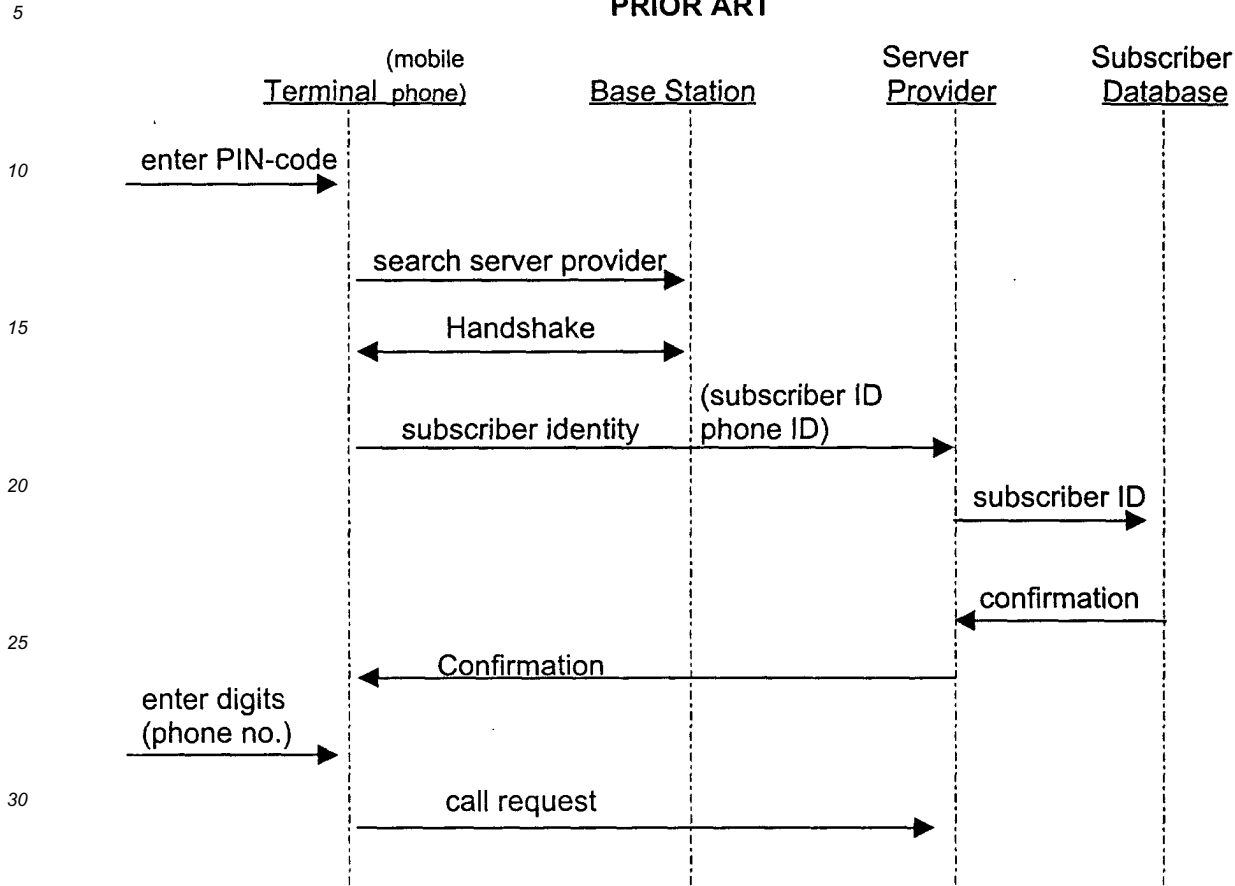 5
PRIOR ART
(mobile
Server
Subscriber
Terminal phone)
Base Station
Provider
Database
enter PIN-code
10
search server provider
15
Handshake
(subscriber ID
subscriber identity
phone ID)
20
subscriber ID
confirmation
25
Confirmation
enter digits
(phone no.)
30
call request